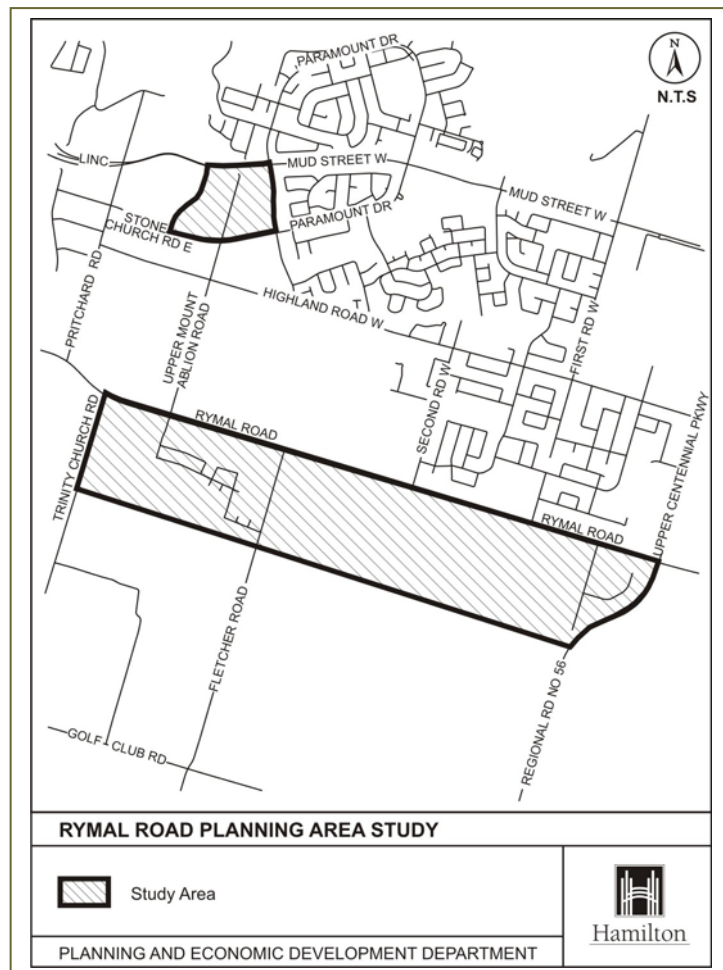 PARAMOUNT DR
N
N.T.S
LINC
MUD STREET W
MUD STREET W
STONE
CHURCH RD E
PARAMOUNT DR
PRITCHARD RD
HIGHLAND ROAD W
UPPER MOUNT
ABLION ROAD
FIRST RD W
SECOND RD W
UPPER CENTENNIAL PKWY
TRINITY CHURCH RD
RYMAL ROAD
RYMAL ROAD
FLETCHER ROAD
REGIONAL RD NO 56
GOLF CLUB RD
RYMAL ROAD PLANNING AREA STUDY
Study Area
Hamilton
PLANNING AND ECONOMIC DEVELOPMENT DEPARTMENT